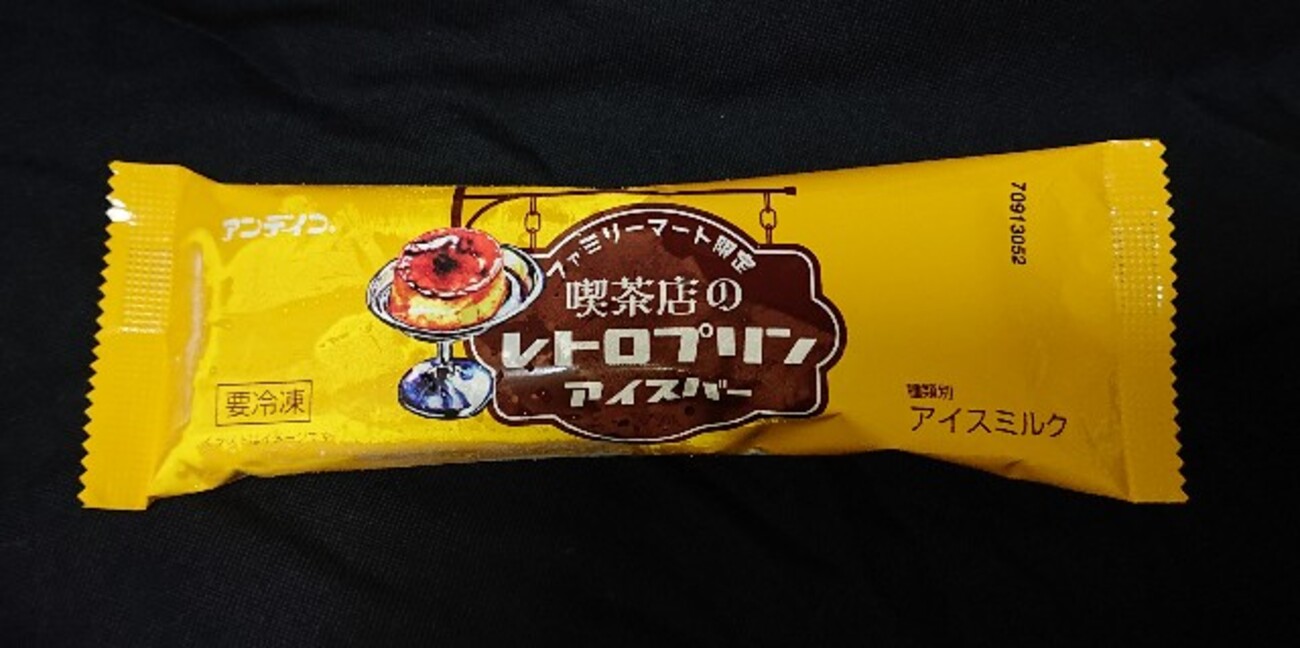 アンデイコ
ファミリーマート限定
喫茶店の
レトロプリン
アイスバー
要冷凍
種類別
アイスミルク
70913052